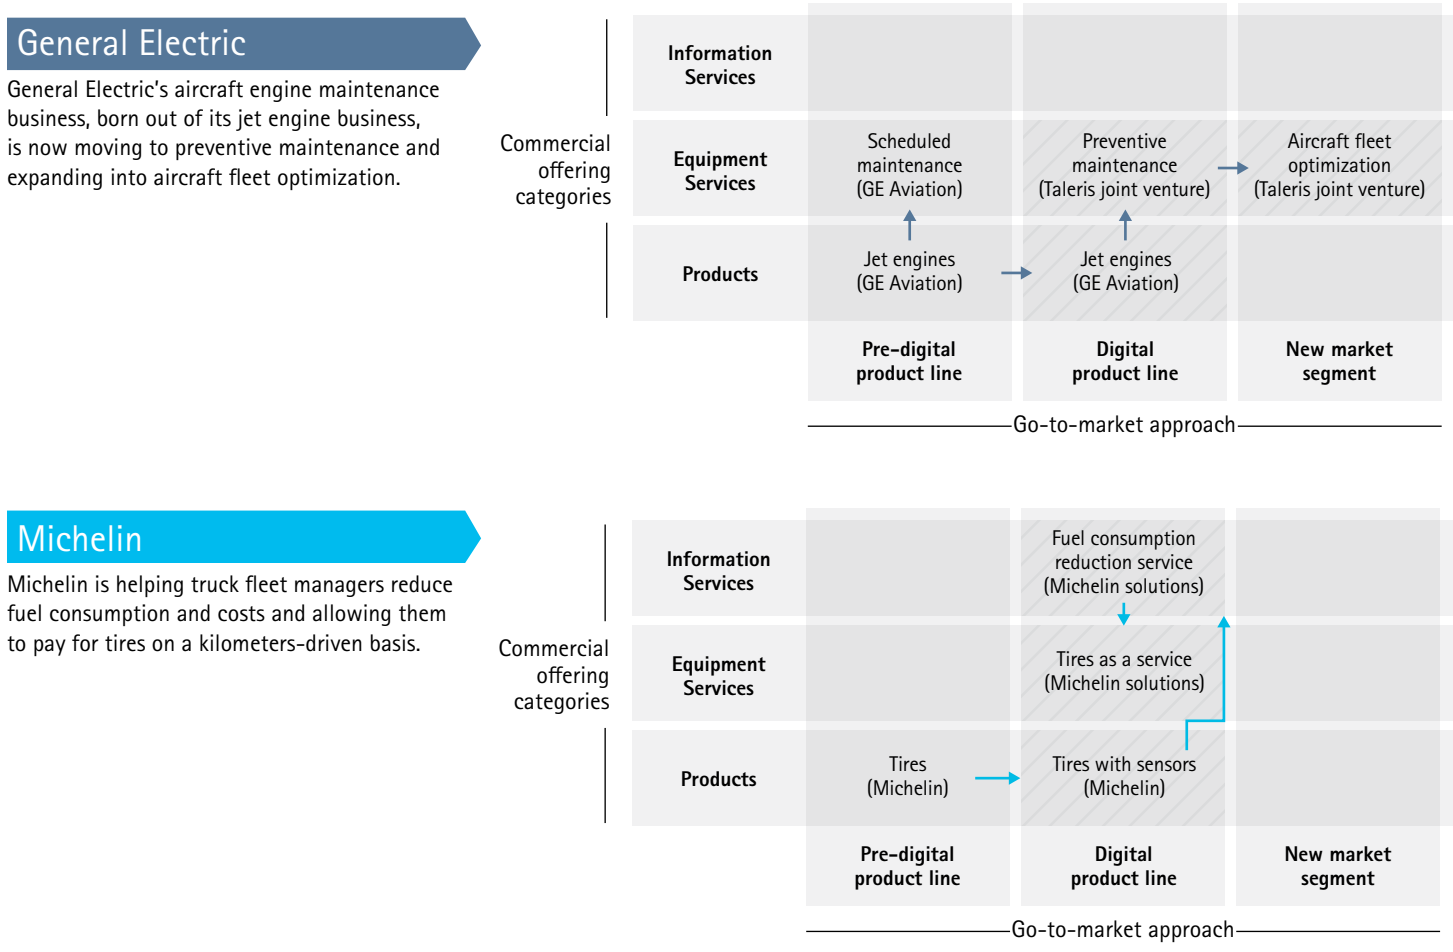 General Electric
General Electric's aircraft engine maintenance
business, born out of its jet engine business,
is now moving to preventive maintenance and
expanding into aircraft fleet optimization.
Commercial
offering
categories
Information
Services
Equipment
Services
Scheduled
maintenance
(GE Aviation)
Preventive
maintenance
(Taleris joint venture)
Aircraft fleet
optimization
(Taleris joint venture)
Products
Jet engines
(GE Aviation)
Jet engines
(GE Aviation)
Pre-digital
product line
Digital
product line
New market
segment
Go-to-market approach
Michelin
Michelin is helping truck fleet managers reduce
fuel consumption and costs and allowing them
to pay for tires on a kilometers-driven basis.
Commercial
offering
categories
Information
Services
Fuel consumption
reduction service
(Michelin solutions)
Equipment
Services
Tires as a service
(Michelin solutions)
Products
Tires
(Michelin)
Tires with sensors
(Michelin)
Pre-digital
product line
Digital
product line
New market
segment
Go-to-market approach